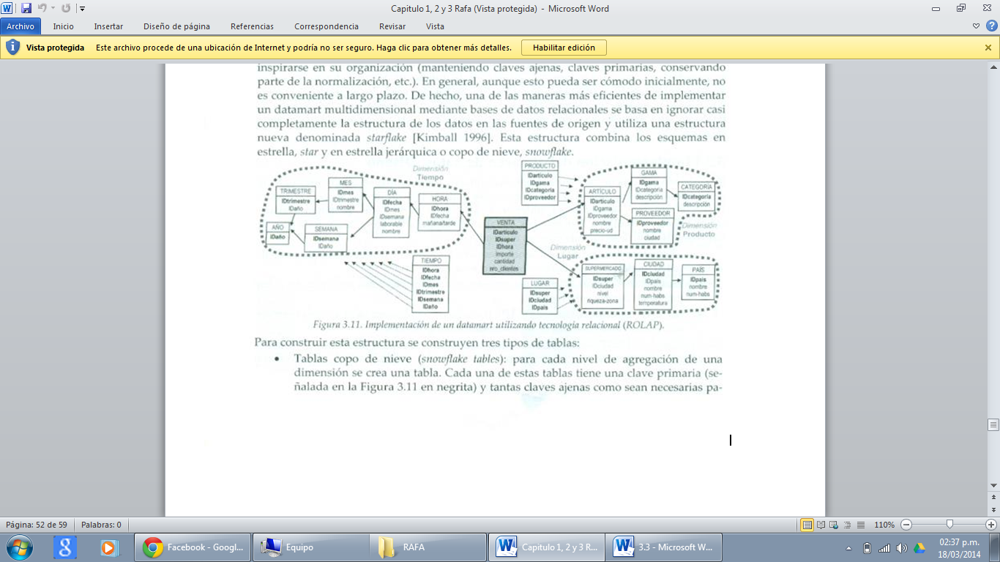 Capitulo 1, 2 y 3 Rafa (Vista protegida) - Microsoft Word
Archivo
Inicio
Insertar
Diseño de página
Referencias
Correspondencia
Revisar
Vista
Vista protegida
Este archivo procede de una ubicación de Internet y podría no ser seguro. Haga clic para obtener más detalles.
Habilitar edición
inspirarse en su organización (manteniendo claves ajenas, claves primarias, conservando
parte de la normalización, etc.). En general, aunque esto pueda ser cómodo inicialmente, no
es conveniente a largo plazo. De hecho, una de las maneras más eficientes de implementar
un datamart multidimensional mediante bases de datos relacionales se basa en ignorar casi
completamente la estructura de los datos en las fuentes de origen y utiliza una estructura
nueva denominada starflake [Kimball 1996]. Esta estructura combina los esquemas en
estrella, star y en estrella jerárquica o copo de nieve, snowflake.
Dimensión
Tiempo
TRIMESTRE
IDtrimestre
IDaño
MES
IDmes
IDtrimestre
nombre
DÍA
IDfecha
IDmes
IDsemana
laborable
nombre
HORA
IDhora
IDfecha
mañana/tarde
AÑO
IDaño
SEMANA
IDsemana
IDaño
TIEMPO
IDhora
IDfecha
IDmes
IDtrimestre
IDsemana
IDaño
VENTA
IDarticulo
IDsuper
IDhora
importe
cantidad
nro_clientes
PRODUCTO
IDarticulo
IDgama
IDcategoria
IDproveedor
ARTÍCULO
IDarticulo
IDgama
IDproveedor
nombre
precio-ud
GAMA
IDgama
IDcategoria
descripción
CATEGORÍA
IDcategoria
descripción
PROVEEDOR
IDproveedor
nombre
ciudad
Dimensión
Producto
Dimensión
Lugar
LUGAR
IDsuper
IDciudad
IDpais
SUPERMERCADO
IDsuper
IDciudad
nivel
riqueza-zona
CIUDAD
IDciudad
IDpais
nombre
num-habs
temperatura
PAÍS
IDpais
nombre
num-habs
Figura 3.11. Implementación de un datamart utilizando tecnología relacional (ROLAP).
Para construir esta estructura se construyen tres tipos de tablas:
• Tablas copo de nieve (snowflake tables): para cada nivel de agregación de una
dimensión se crea una tabla. Cada una de estas tablas tiene una clave primaria (se-
ñalada en la Figura 3.11 en negrita) y tantas claves ajenas como sean necesarias pa-
Página: 52 de 59
Palabras: 0
110%
Facebook - Googl...
Equipo
RAFA
Capitulo 1, 2 y 3 R...
3.3 - Microsoft W...
02:37 p.m.
18/03/2014